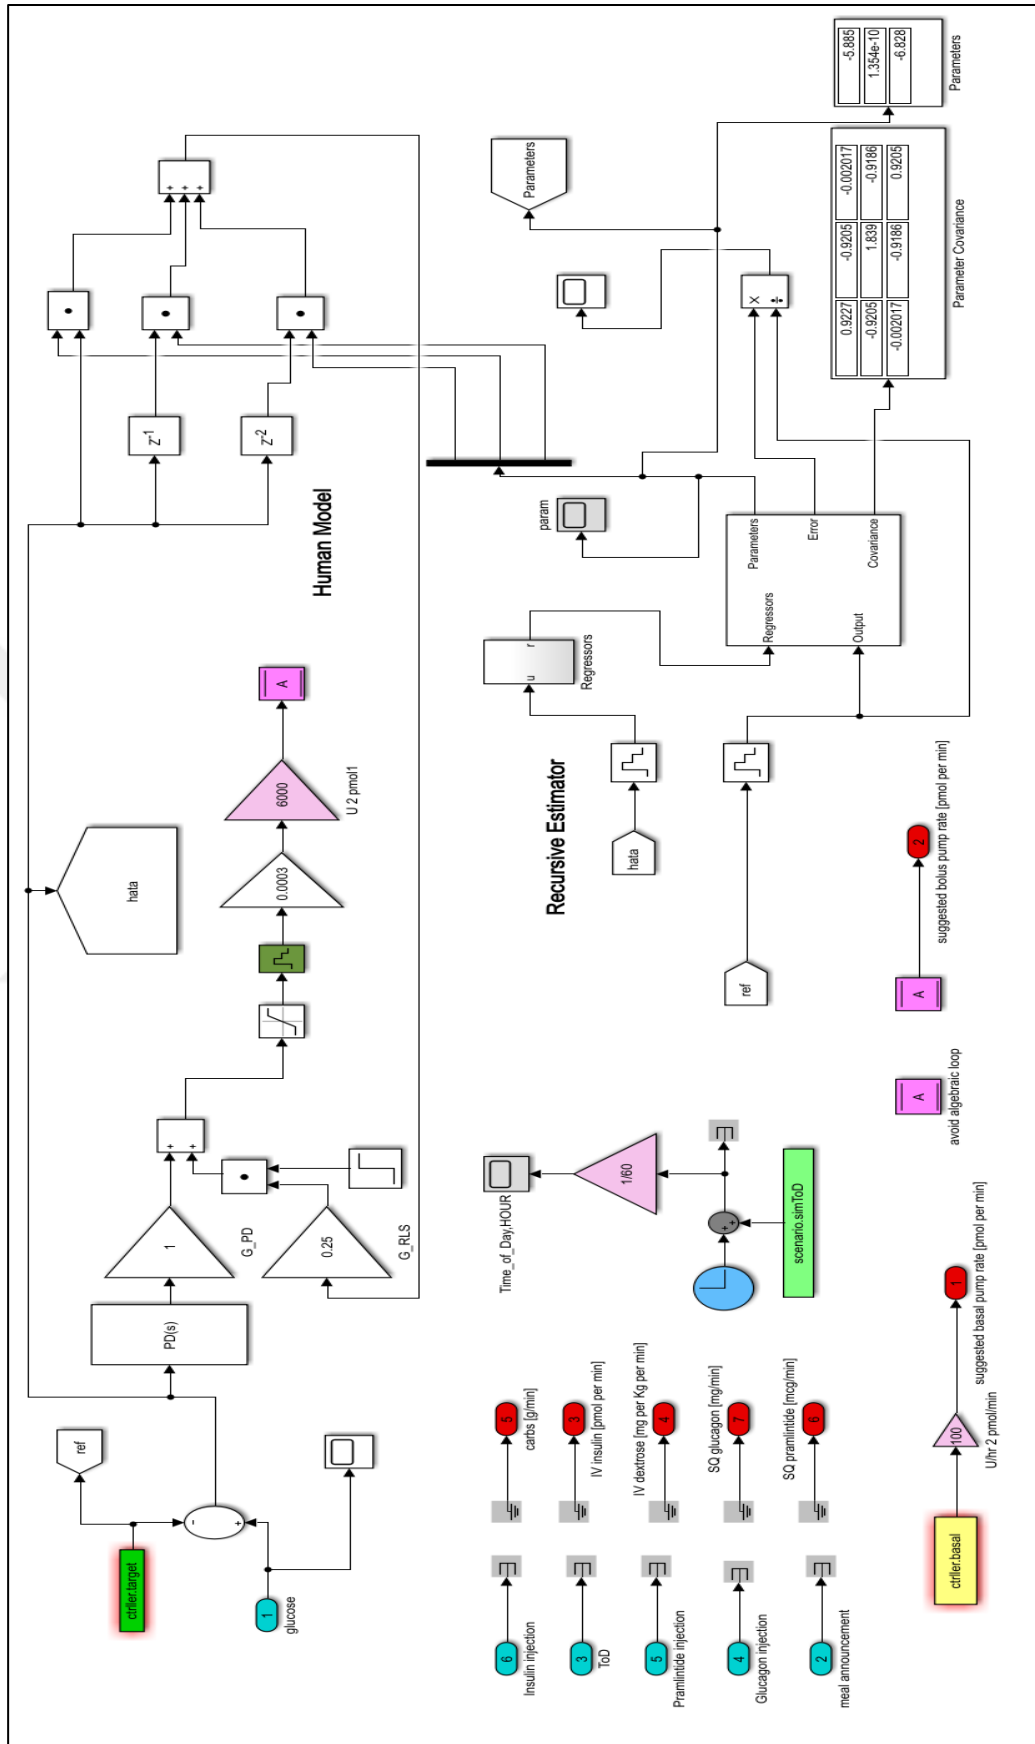 ctrller.target
ref
1
glucose
-
+
PD(s)
1
G_PD
0.25
G_RLS
+
+
0.0003
6000
U 2 pmol1
A
hata
Human Model
Z-1
Z-2
+
+
+
6
Insulin injection
3
ToD
5
Pramlintide injection
4
Glucagon injection
2
meal announcement
5
carbs [g/min]
3
IV insulin [pmol per min]
4
IV dextrose [mg per Kg per min]
7
SQ glucagon [mg/min]
6
SQ pramlintide [mcg/min]
Time_of_Day,HOUR
1/60
+
+
scenario.simToD
ctrller.basal
100
U/hr 2 pmol/min
1
suggested basal pump rate [pmol per min]
A
avoid algebraic loop
A
2
suggested bolus pump rate [pmol per min]
Recursive Estimator
hata
ref
u
r
Regressors
param
Regressors
Output
Parameters
Error
Covariance
×
÷
Parameters
0.9227 -0.9205 -0.002017
-0.9205 1.839 -0.9186
-0.002017 -0.9186 0.9205
Parameter Covariance
-5.885
1.354e-10
-6.828
Parameters